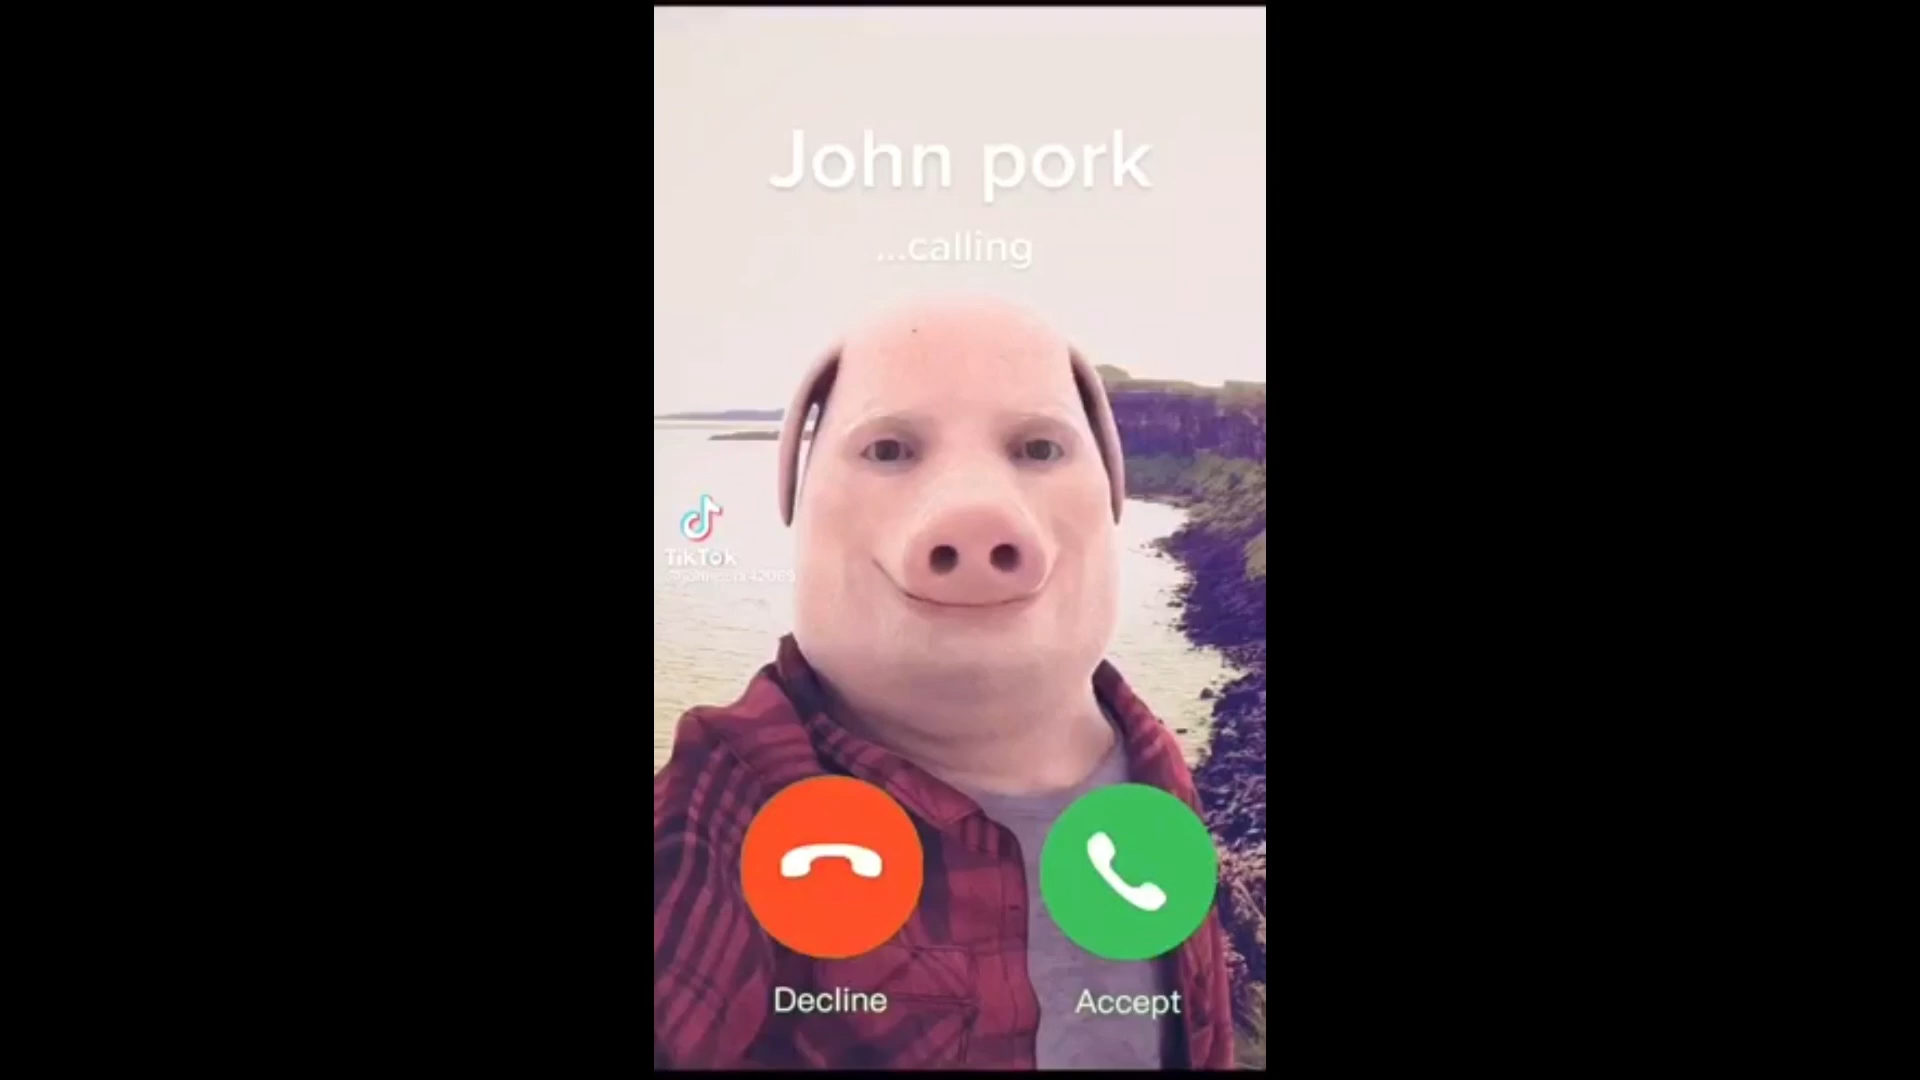 John pork
...calling
TikTok
Decline
Accept